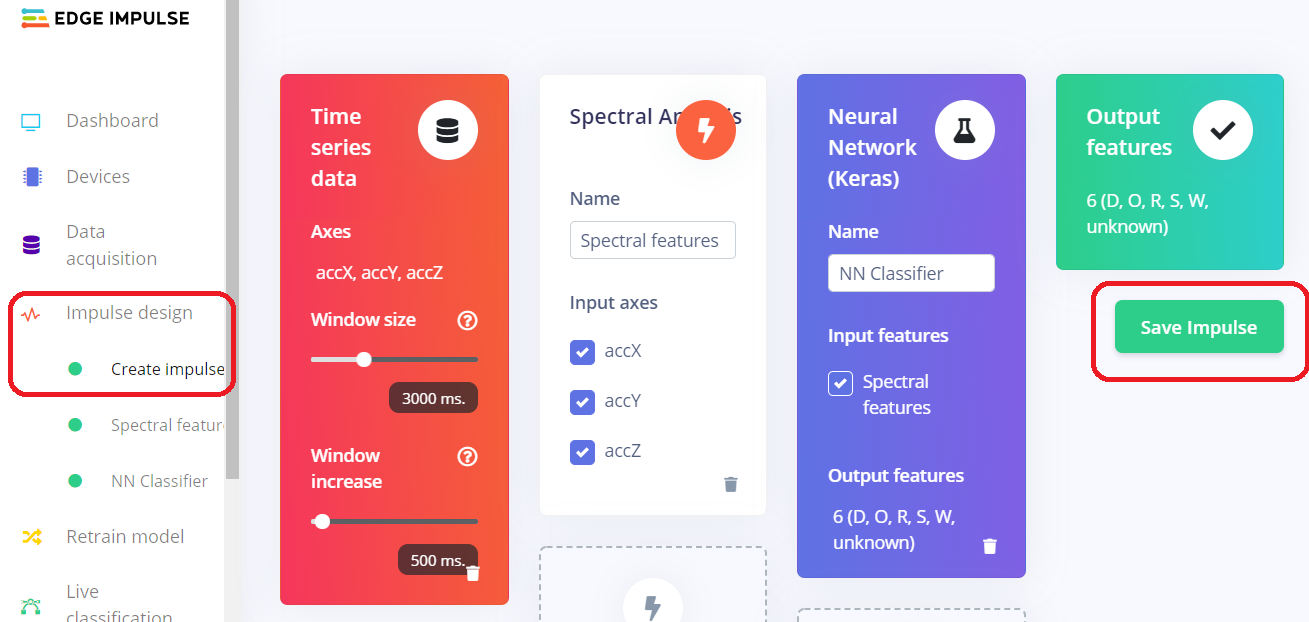 EDGE IMPULSE
Dashboard
Devices
Data
acquisition
Impulse design
Create impulse
Spectral featur
NN Classifier
Retrain model
Live
classification
Time
series
data
Axes
accX, accY, accZ
Window size
3000 ms.
Window
increase
500 ms.
Spectral An is
Name
Spectral features
Input axes
accX
accY
accZ
Neural
Network
(Keras)
Name
NN Classifier
Input features
Spectral
features
Output features
6 (D, O, R, S, W,
unknown)
Output
features
6 (D, O, R, S, W,
unknown)
Save Impulse